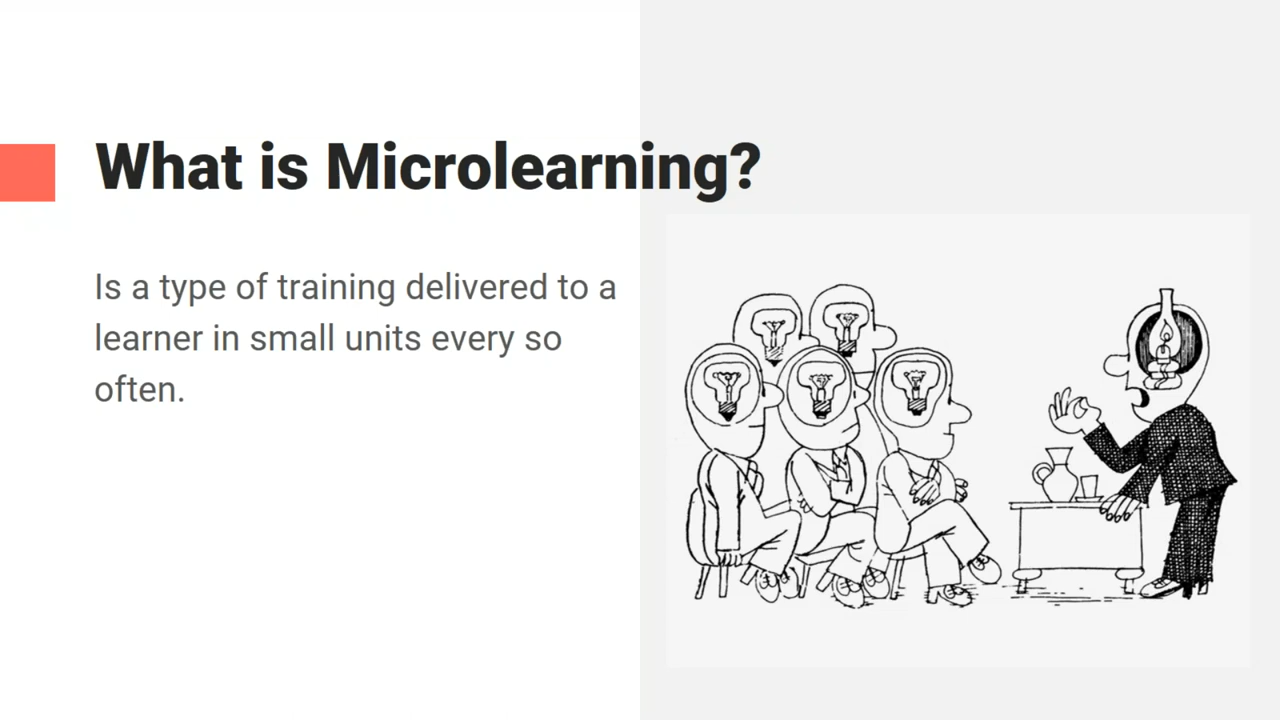 What is Microlearning?
Is a type of training delivered to a
learner in small units every so
often.